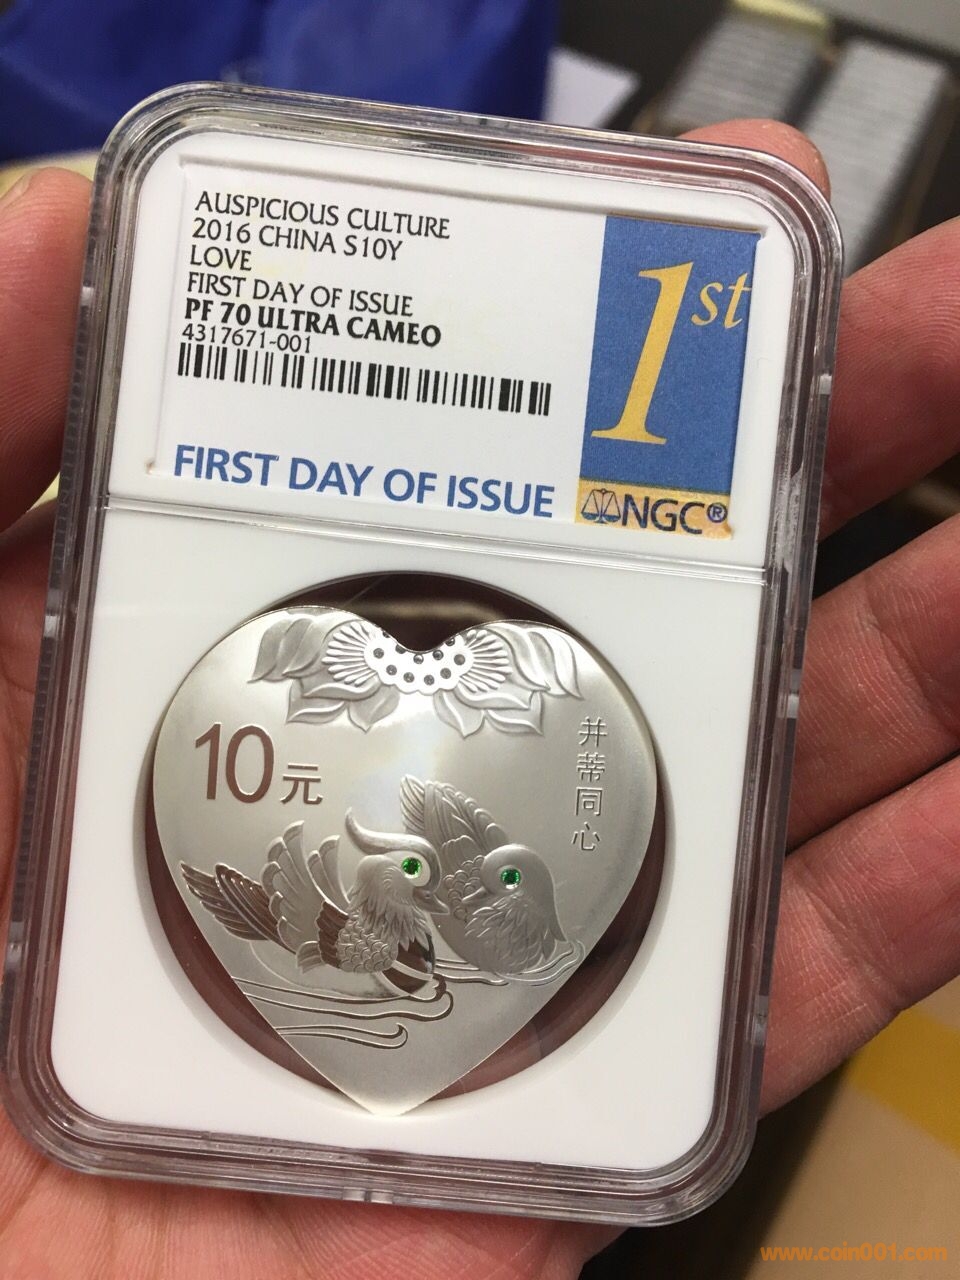 AUSPICIOUS CULTURE
2016 CHINA S10Y
LOVE
FIRST DAY OF ISSUE
PF 70 ULTRA CAMEO
4317671-001
FIRST DAY OF ISSUE
1st
NGC®
10元
并蒂同心
www.coin001.com